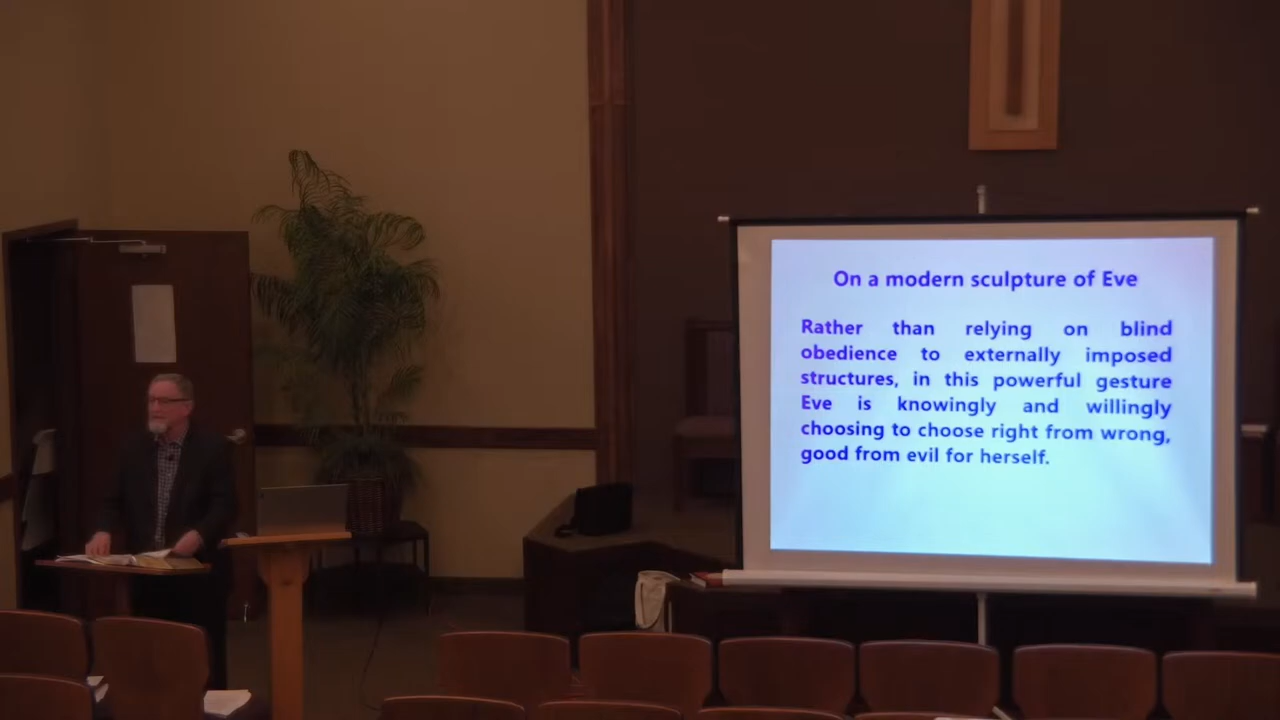 On a modern sculpture of Eve
Rather than relying on blind
obedience to externally imposed
structures, in this powerful gesture
Eve is knowingly and willingly
choosing to choose right from wrong,
good from evil for herself.